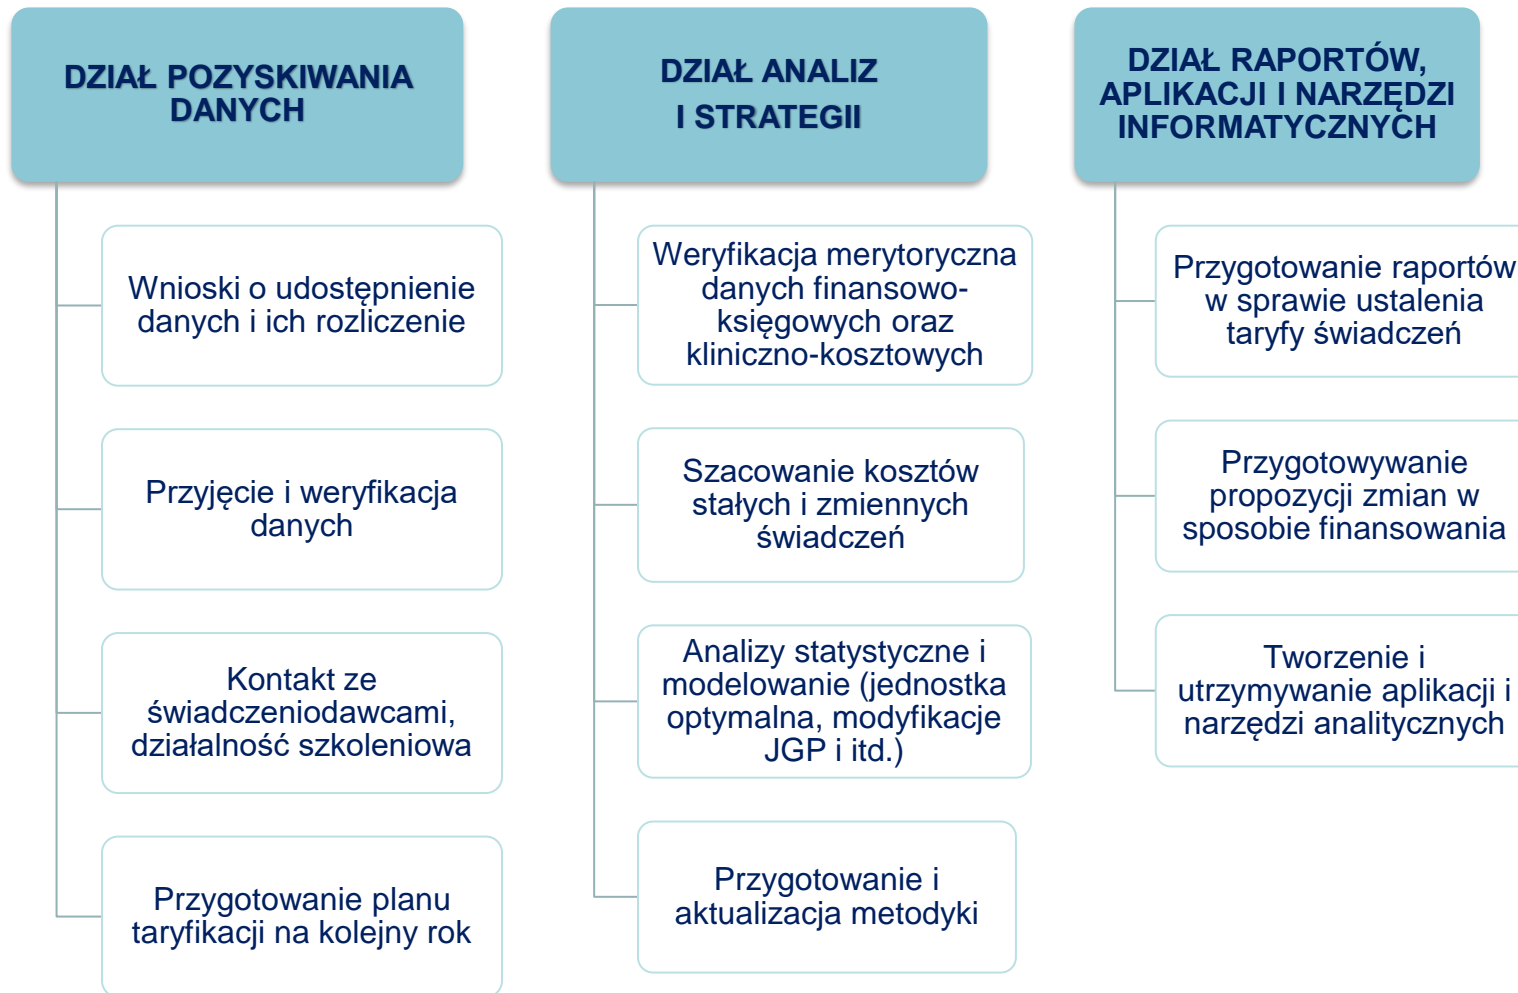 DZIAŁ POZYSKIWANIA
DANYCH
Wnioski o udostępnienie
danych i ich rozliczenie
Przyjęcie i weryfikacja
danych
Kontakt ze
świadczeniodawcami,
działalność szkoleniowa
Przygotowanie planu
taryfikacji na kolejny rok
DZIAŁ ANALIZ
I STRATEGII
Weryfikacja merytoryczna
danych finansowo-
księgowych oraz
kliniczno-kosztowych
Szacowanie kosztów
stałych i zmiennych
świadczeń
Analizy statystyczne i
modelowanie (jednostka
optymalna, modyfikacje
JGP i itd.)
Przygotowanie i
aktualizacja metodyki
DZIAŁ RAPORTÓW,
APLIKACJI I NARZĘDZI
INFORMATYCZNYCH
Przygotowanie raportów
w sprawie ustalenia
taryfy świadczeń
Przygotowywanie
propozycji zmian w
sposobie finansowania
Tworzenie i
utrzymywanie aplikacji i
narzędzi analitycznych